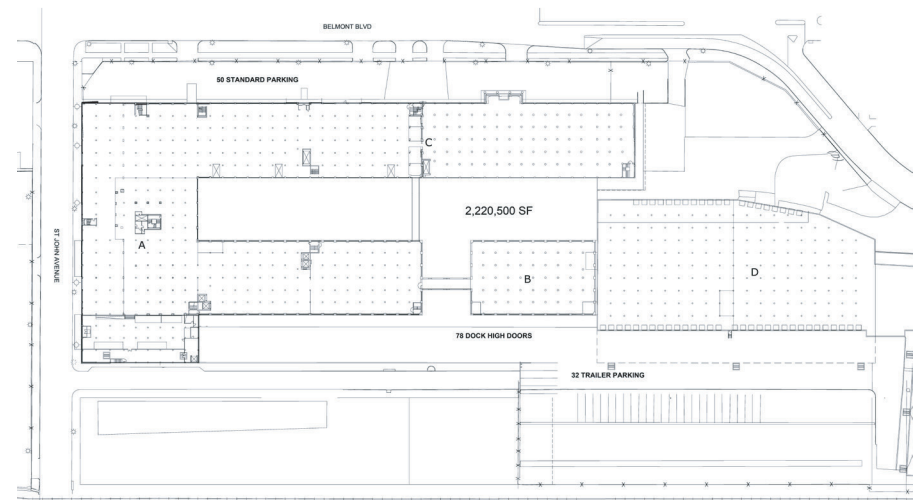 BELMONT BLVD
50 STANDARD PARKING
C
2,220,500 SF
ST JOHN AVENUE
A
B
D
78 DOCK HIGH DOORS
32 TRAILER PARKING